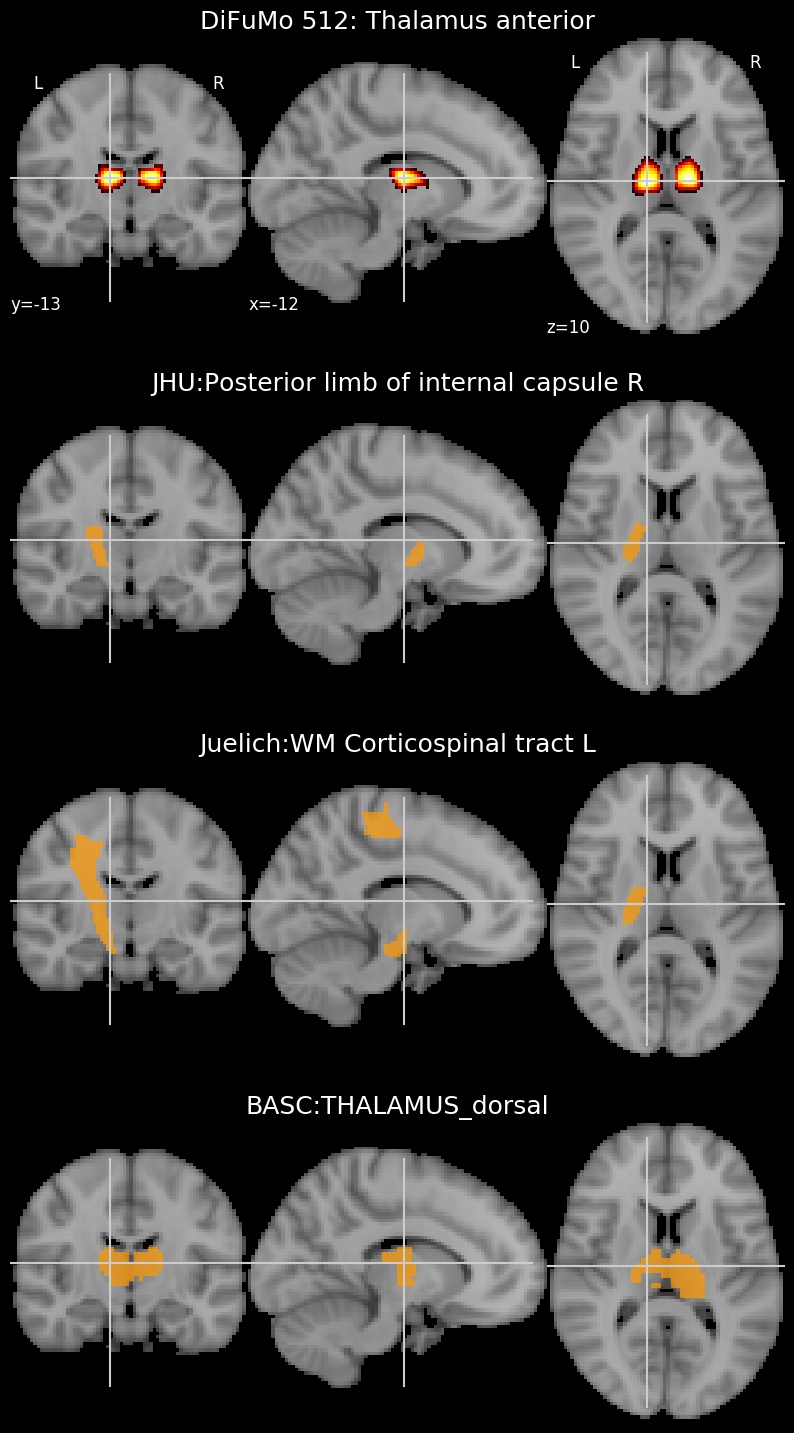 DiFuMo 512: Thalamus anterior
L R L R
y=-13 x=-12 z=10
JHU:Posterior limb of internal capsule R
Juelich:WM Corticospinal tract L
BASC:THALAMUS_dorsal